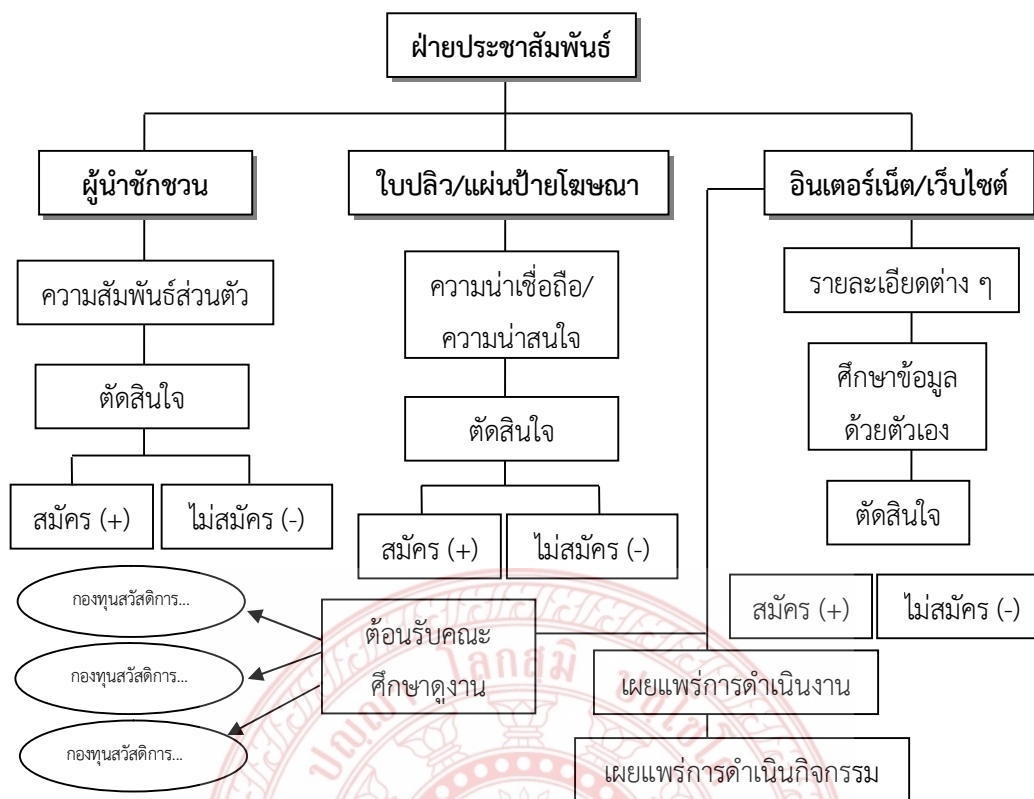 ฝ่ายประชาสัมพันธ์
ผู้นำชักชวน
ใบปลิว/แผ่นป้ายโฆษณา
อินเตอร์เน็ต/เว็บไซต์
ความสัมพันธ์ส่วนตัว
ความน่าเชื่อถือ/
ความน่าสนใจ
รายละเอียดต่าง ๆ
ตัดสินใจ
ตัดสินใจ
ศึกษาข้อมูล
ด้วยตัวเอง
ตัดสินใจ
สมัคร (+)
ไม่สมัคร (-)
สมัคร (+)
ไม่สมัคร (-)
สมัคร (+)
ไม่สมัคร (-)
กองทุนสวัสดิการ...
กองทุนสวัสดิการ...
กองทุนสวัสดิการ...
ต้อนรับคณะ
ศึกษาดูงาน
เผยแพร่การดำเนินงาน
เผยแพร่การดำเนินกิจกรรม
โลกสฺมิ